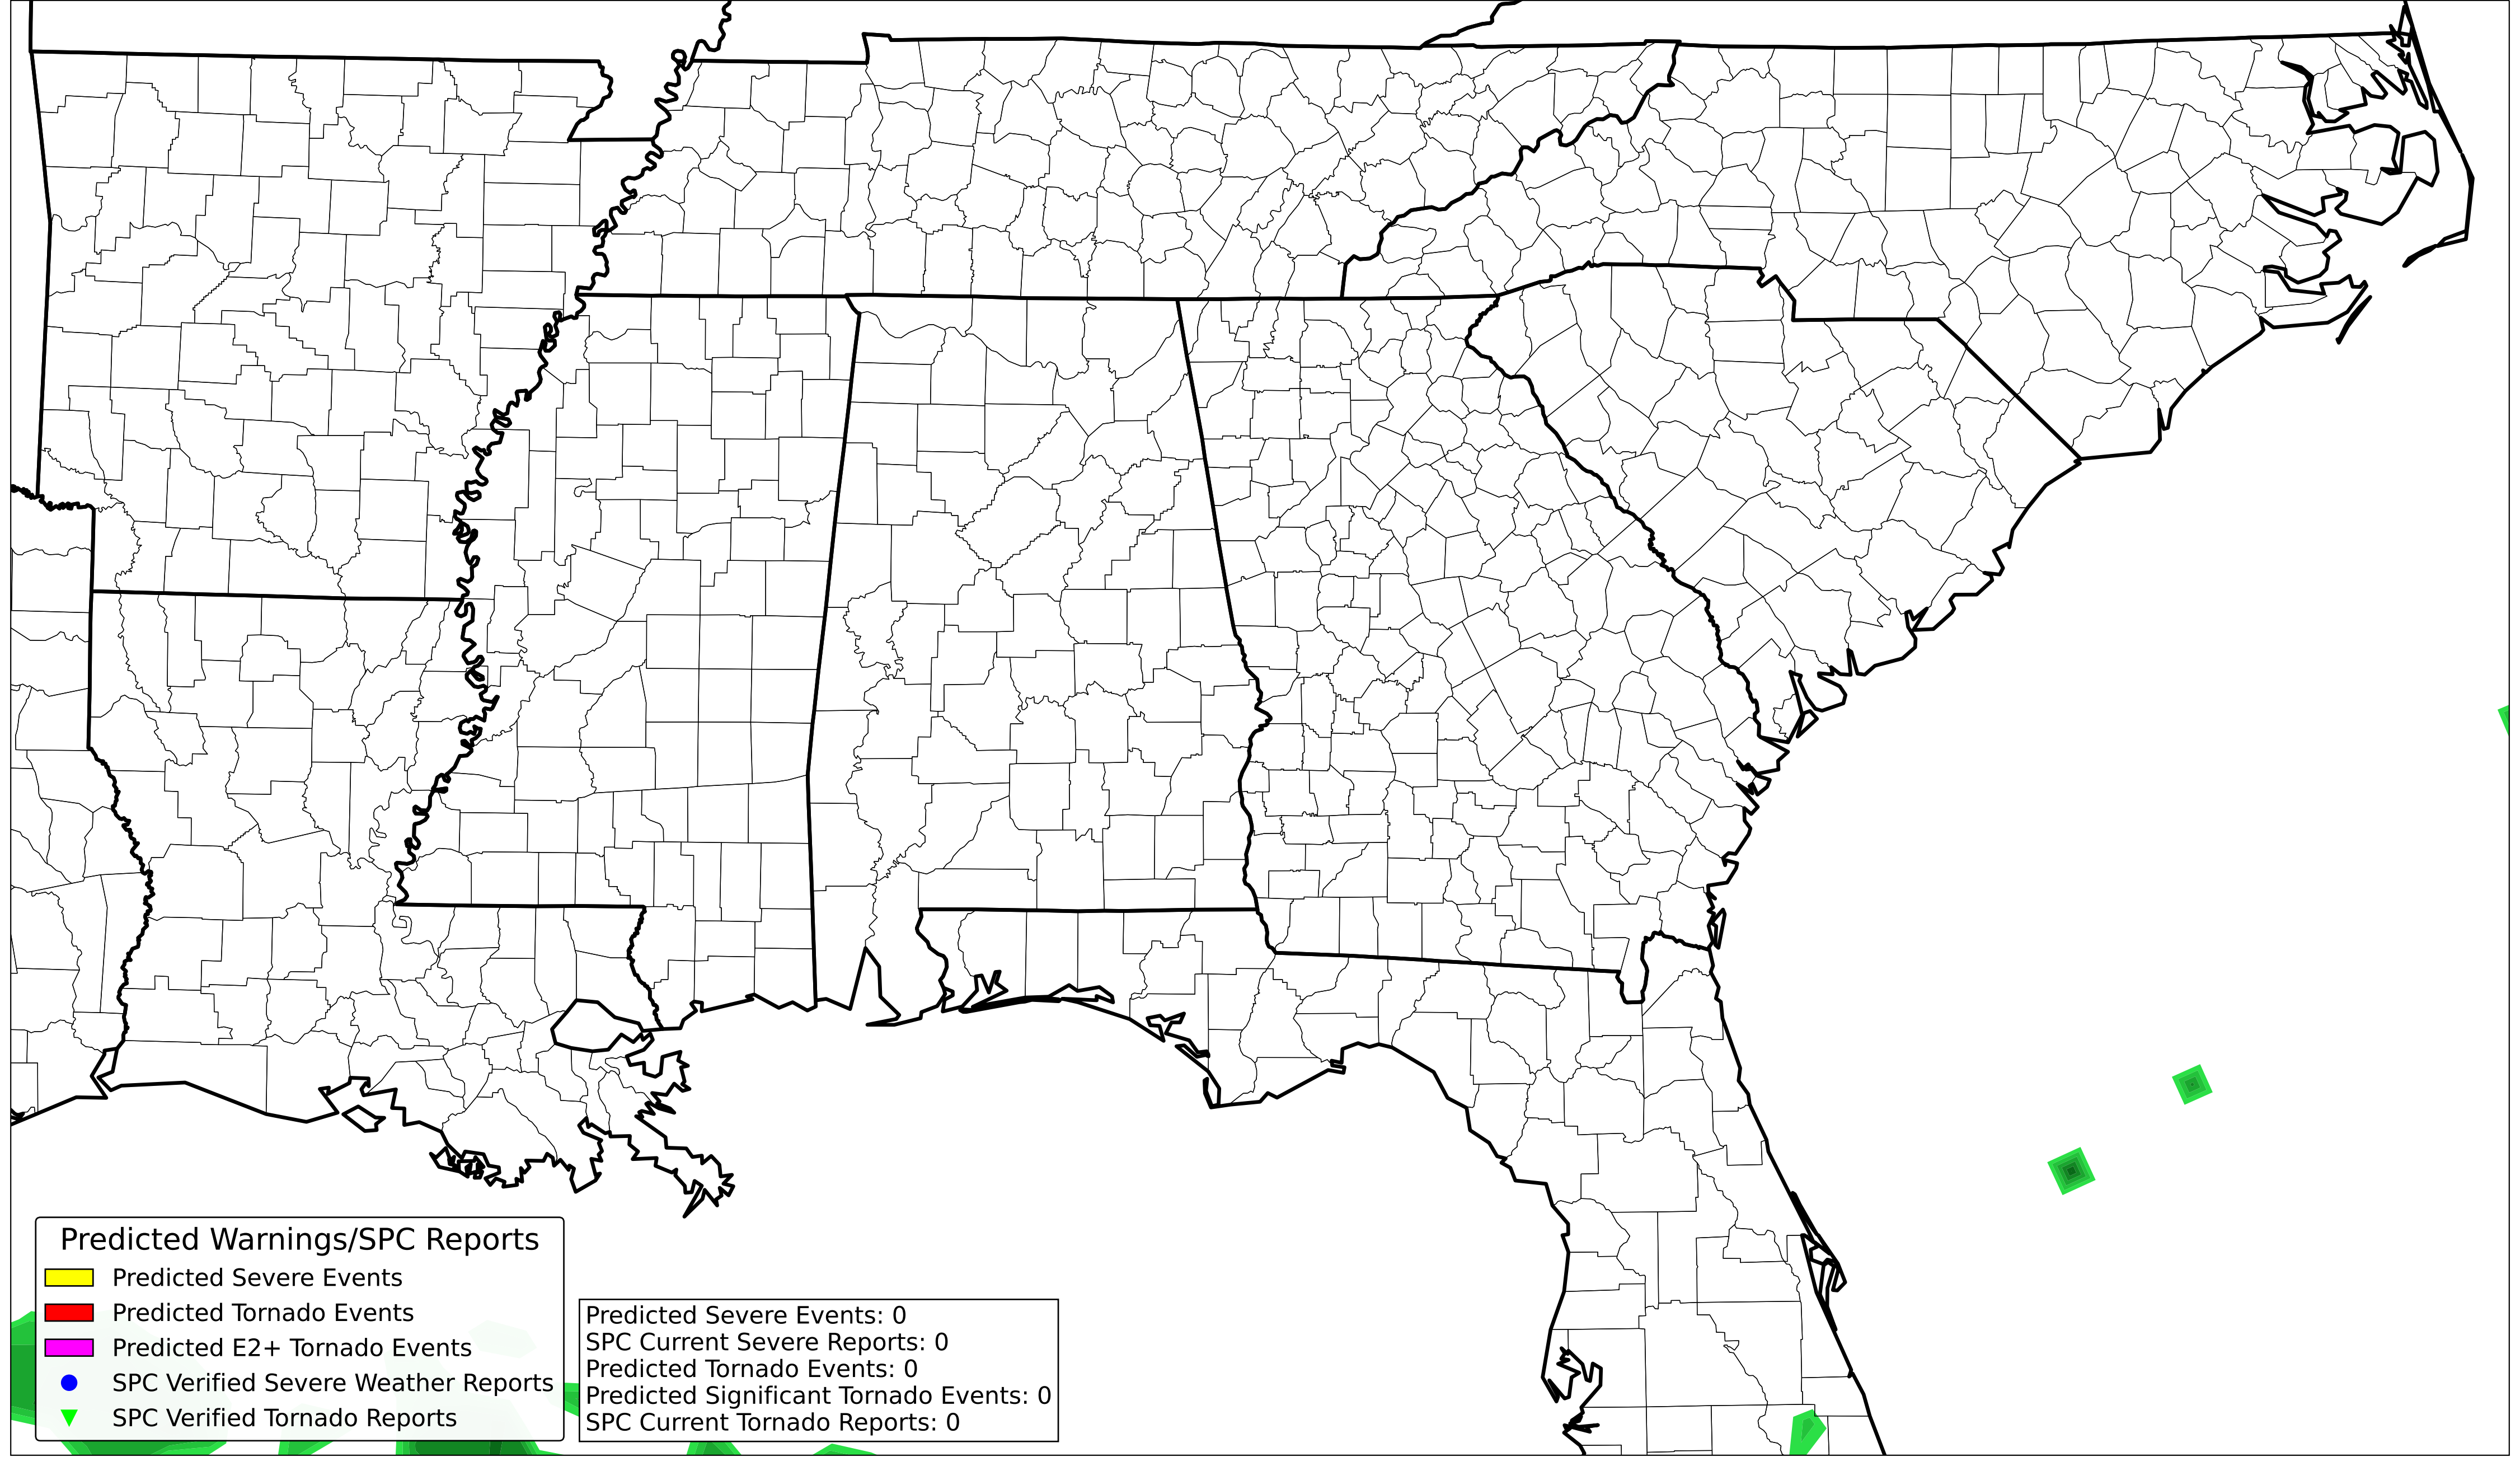 Predicted Warnings/SPC Reports
Predicted Severe Events
Predicted Tornado Events
Predicted E2+ Tornado Events
SPC Verified Severe Weather Reports
SPC Verified Tornado Reports
Predicted Severe Events: 0
SPC Current Severe Reports: 0
Predicted Tornado Events: 0
Predicted Significant Tornado Events: 0
SPC Current Tornado Reports: 0